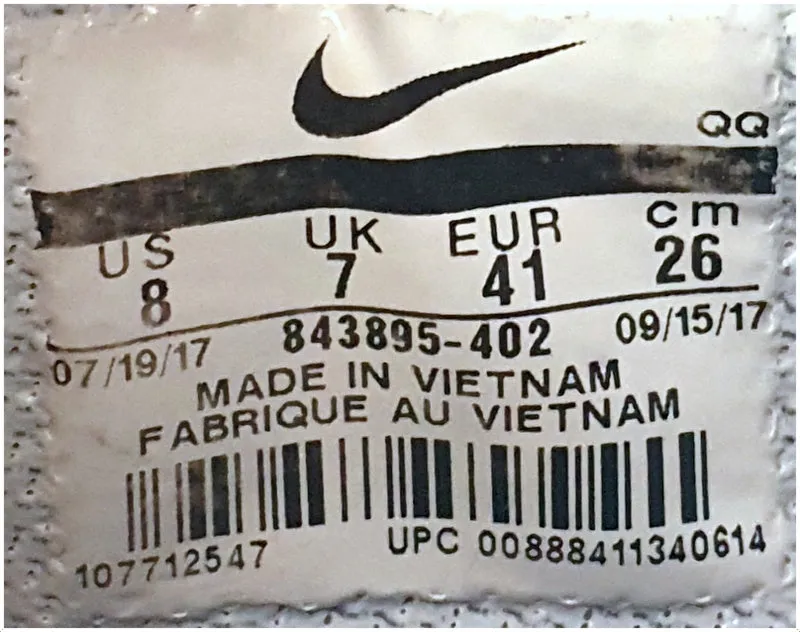 QQ
US UK EUR cm
8 7 41 26
07/19/17 843895-402 09/15/17
MADE IN VIETNAM
FABRIQUE AU VIETNAM
107712547 UPC 00888411340614